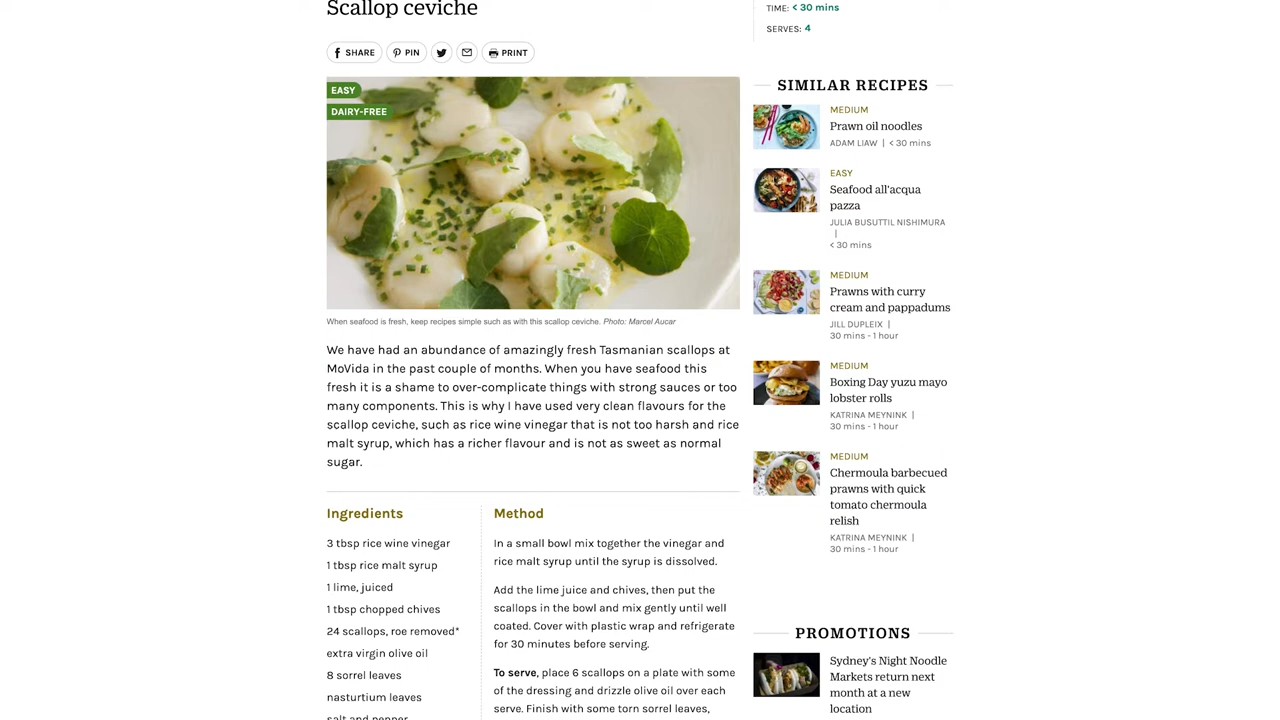 Scallop ceviche
SHARE
PIN
PRINT
EASY
DAIRY-FREE
When seafood is fresh, keep recipes simple such as with this scallop ceviche. Photo: Marcel Aucar
We have had an abundance of amazingly fresh Tasmanian scallops at
MoVida in the past couple of months. When you have seafood this
fresh it is a shame to over-complicate things with strong sauces or too
many components. This is why I have used very clean flavours for the
scallop ceviche, such as rice wine vinegar that is not too harsh and rice
malt syrup, which has a richer flavour and is not as sweet as normal
sugar.
Ingredients
3 tbsp rice wine vinegar
1 tbsp rice malt syrup
1 lime, juiced
1 tbsp chopped chives
24 scallops, roe removed*
extra virgin olive oil
8 sorrel leaves
nasturtium leaves
salt and pepper
Method
In a small bowl mix together the vinegar and
rice malt syrup until the syrup is dissolved.
Add the lime juice and chives, then put the
scallops in the bowl and mix gently until well
coated. Cover with plastic wrap and refrigerate
for 30 minutes before serving.
To serve, place 6 scallops on a plate with some
of the dressing and drizzle olive oil over each
serve. Finish with some torn sorrel leaves,
TIME: < 30 mins
SERVES: 4
SIMILAR RECIPES
MEDIUM
Prawn oil noodles
ADAM LIAW | < 30 mins
EASY
Seafood all'acqua
pazza
JULIA BUSUTTIL NISHIMURA
|
< 30 mins
MEDIUM
Prawns with curry
cream and pappadums
JILL DUPLEIX |
30 mins - 1 hour
MEDIUM
Boxing Day yuzu mayo
lobster rolls
KATRINA MEYNINK |
30 mins - 1 hour
MEDIUM
Chermoula barbecued
prawns with quick
tomato chermoula
relish
KATRINA MEYNINK |
30 mins - 1 hour
PROMOTIONS
Sydney's Night Noodle
Markets return next
month at a new
location